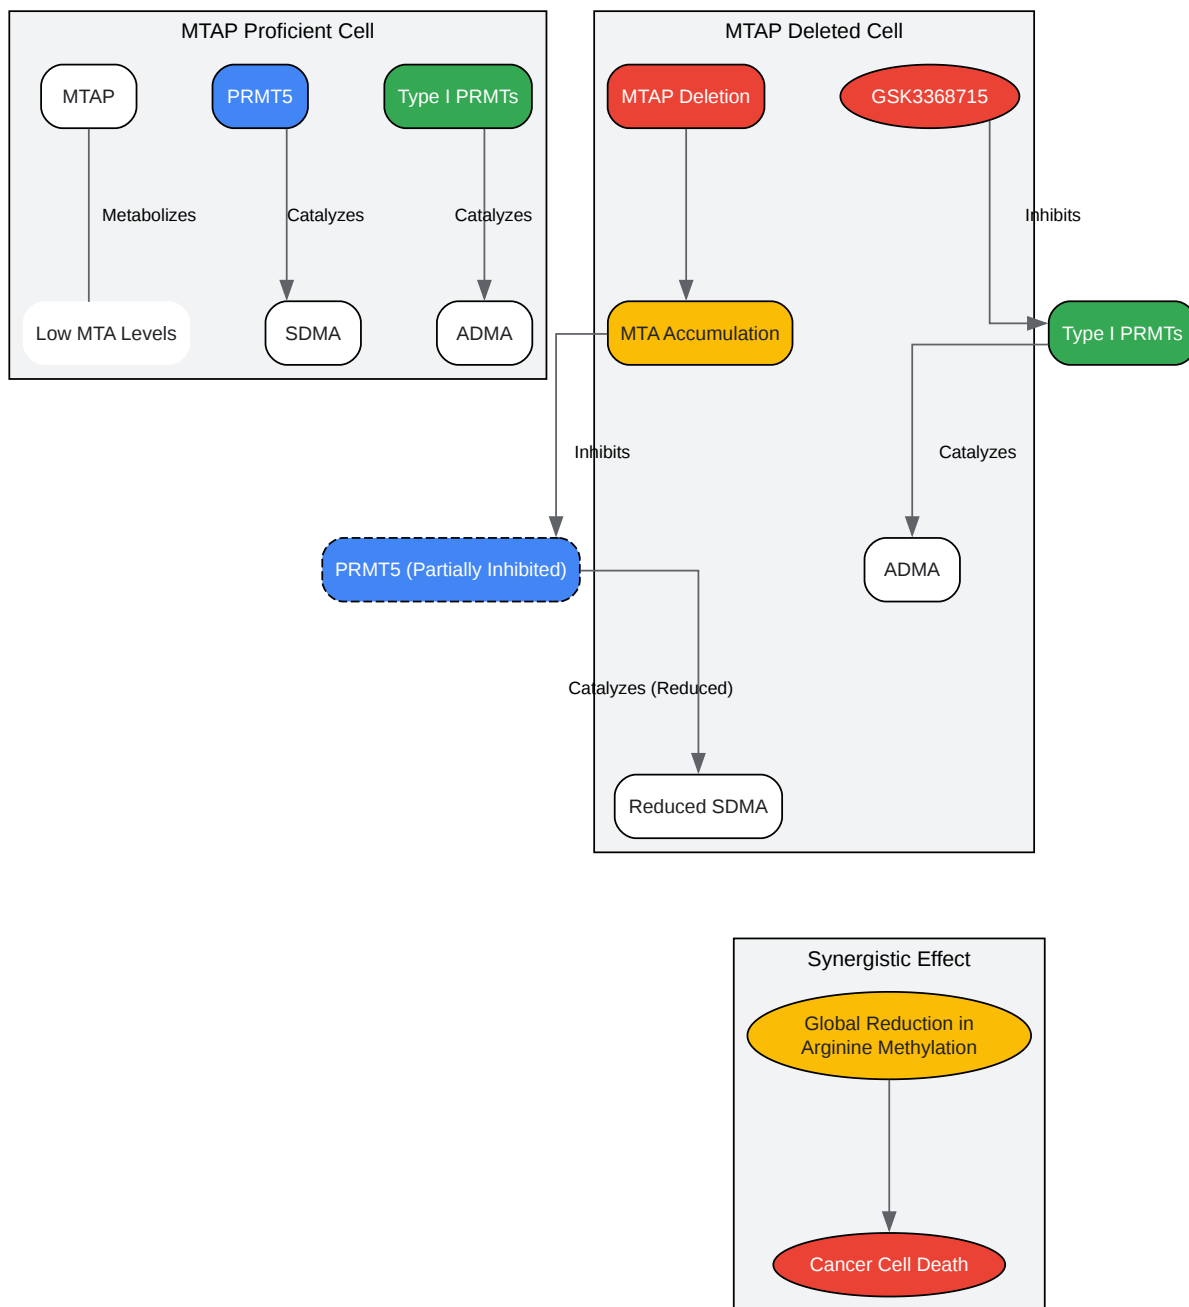 MTAP Proficient Cell
MTAP
PRMT5
Type I PRMTs
Metabolizes
Catalyzes
Catalyzes
Low MTA Levels
SDMA
ADMA
MTAP Deleted Cell
MTAP Deletion
GSK3368715
Inhibits
MTA Accumulation
Type I PRMTs
Inhibits
Catalyzes
PRMT5 (Partially Inhibited)
ADMA
Catalyzes (Reduced)
Reduced SDMA
Synergistic Effect
Global Reduction in
Arginine Methylation
Cancer Cell Death